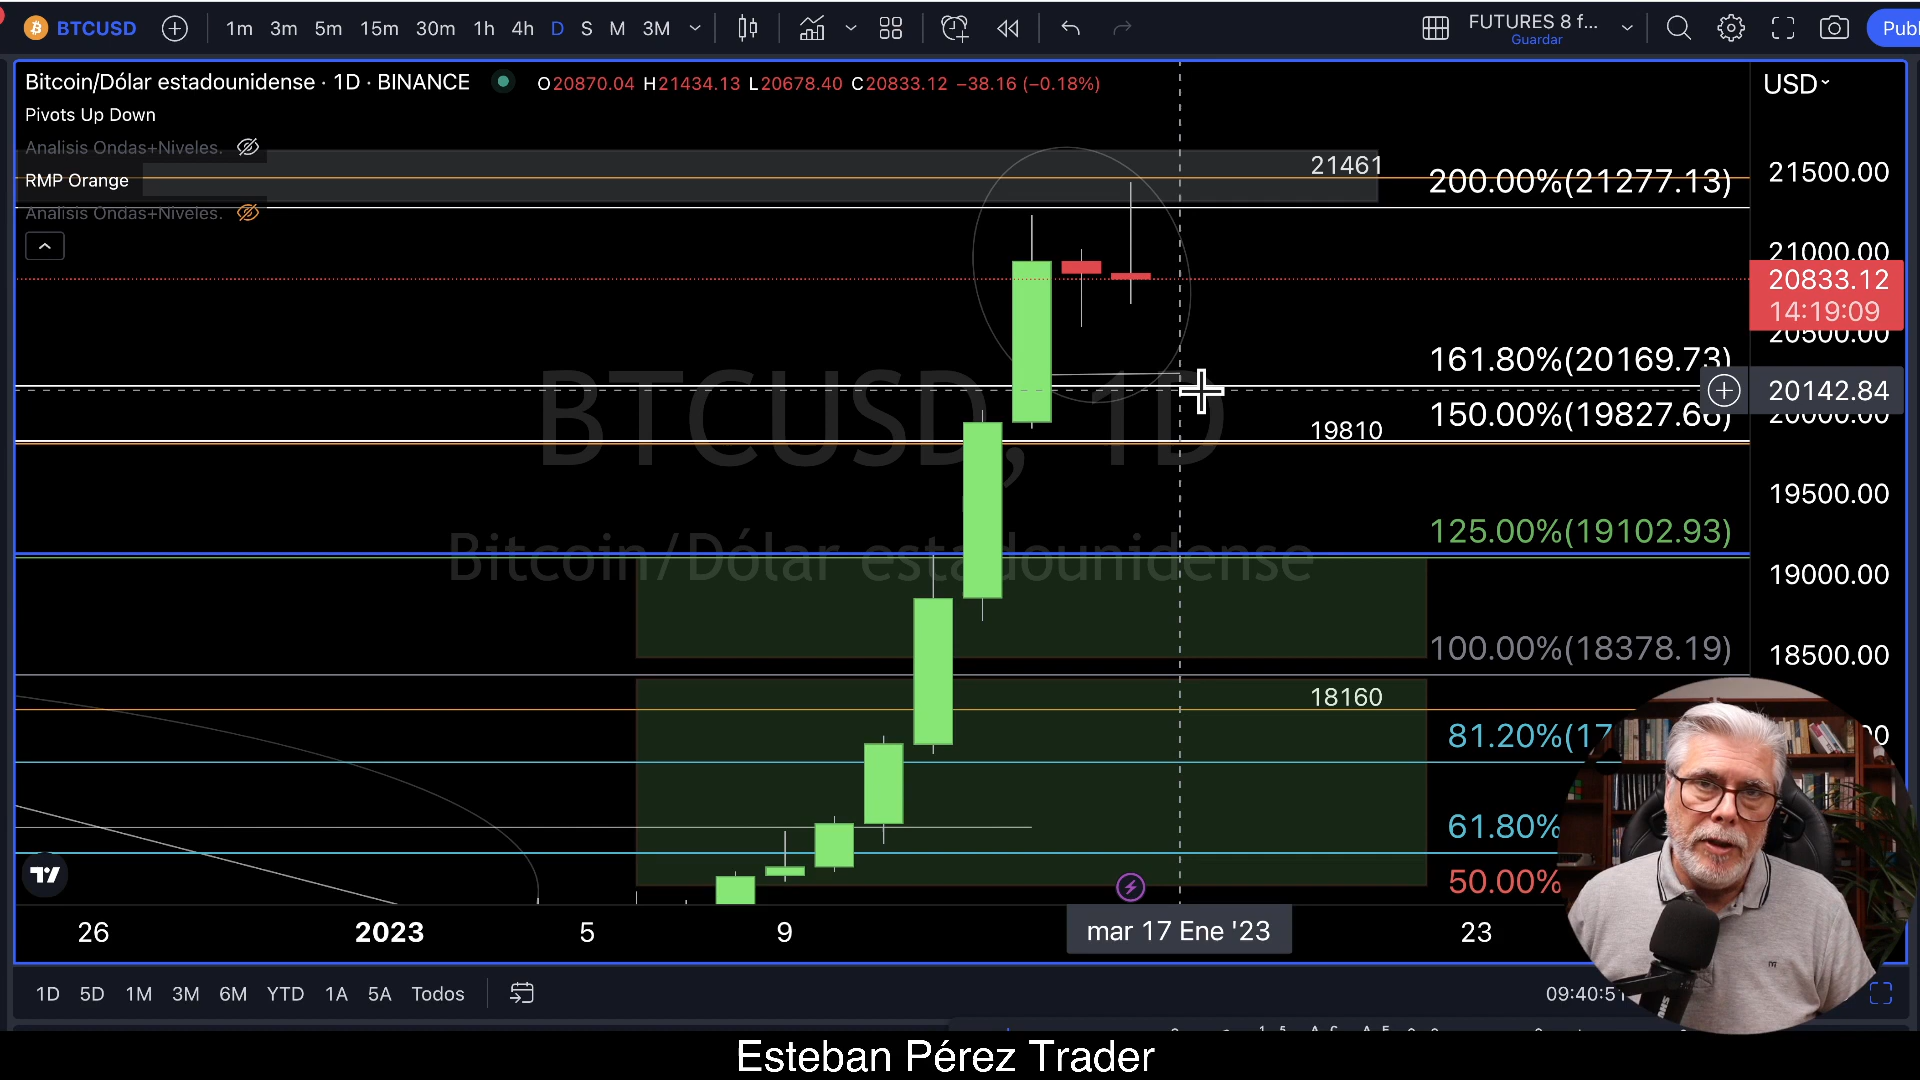 BTCUSD 1m 3m 5m 15m 30m 1h 4h D S M 3M FUTURES 8 f... Publ
Guardar
Bitcoin/Dólar estadounidense · 1D · BINANCE O20870.04 H21434.13 L20678.40 C20833.12 −38.16 (−0.18%) USD
Pivots Up Down
Analisis Ondas+Niveles.
RMP Orange
Analisis Ondas+Niveles.
21461
200.00%(21277.13)
21500.00
21000.00
20833.12
14:19:09
20500.00
161.80%(20169.73)
20142.84
150.00%(19827.66)
20000.00
19810
BTCUSD, 1D
Bitcoin/Dólar estadounidense
19500.00
125.00%(19102.93)
19000.00
100.00%(18378.19)
18500.00
18160
81.20%(17
61.80%
50.00%
26 2023 5 9 mar 17 Ene '23 23
1D 5D 1M 3M 6M YTD 1A 5A Todos 09:40:51
Esteban Pérez Trader